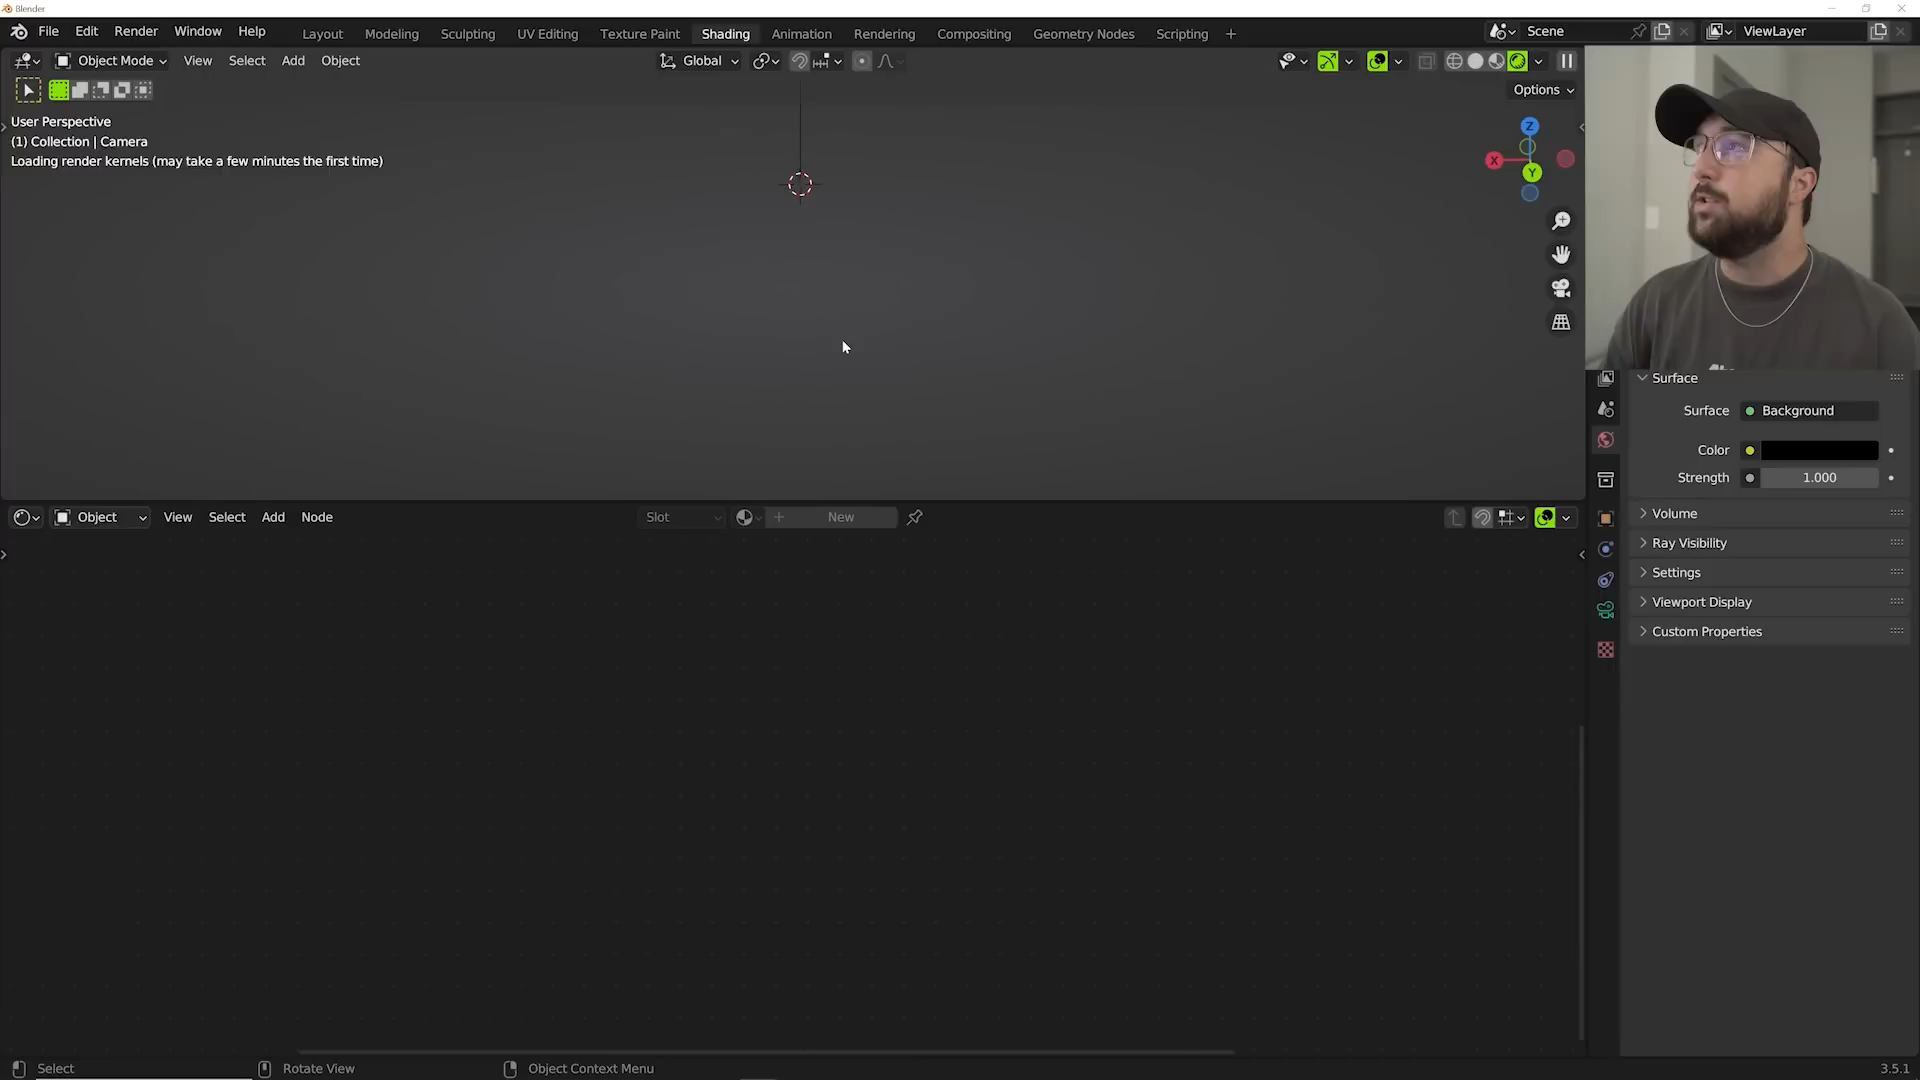 Blender
File Edit Render Window Help Layout Modeling Sculpting UV Editing Texture Paint Shading Animation Rendering Compositing Geometry Nodes Scripting + Scene ViewLayer
Object Mode View Select Add Object Global
Options
User Perspective
(1) Collection | Camera
Loading render kernels (may take a few minutes the first time)
Z
X
Y
Surface
Surface Background
Color
Strength 1.000
Object View Select Add Node Slot + New
Volume
Ray Visibility
Settings
Viewport Display
Custom Properties
Select Rotate View Object Context Menu 3.5.1